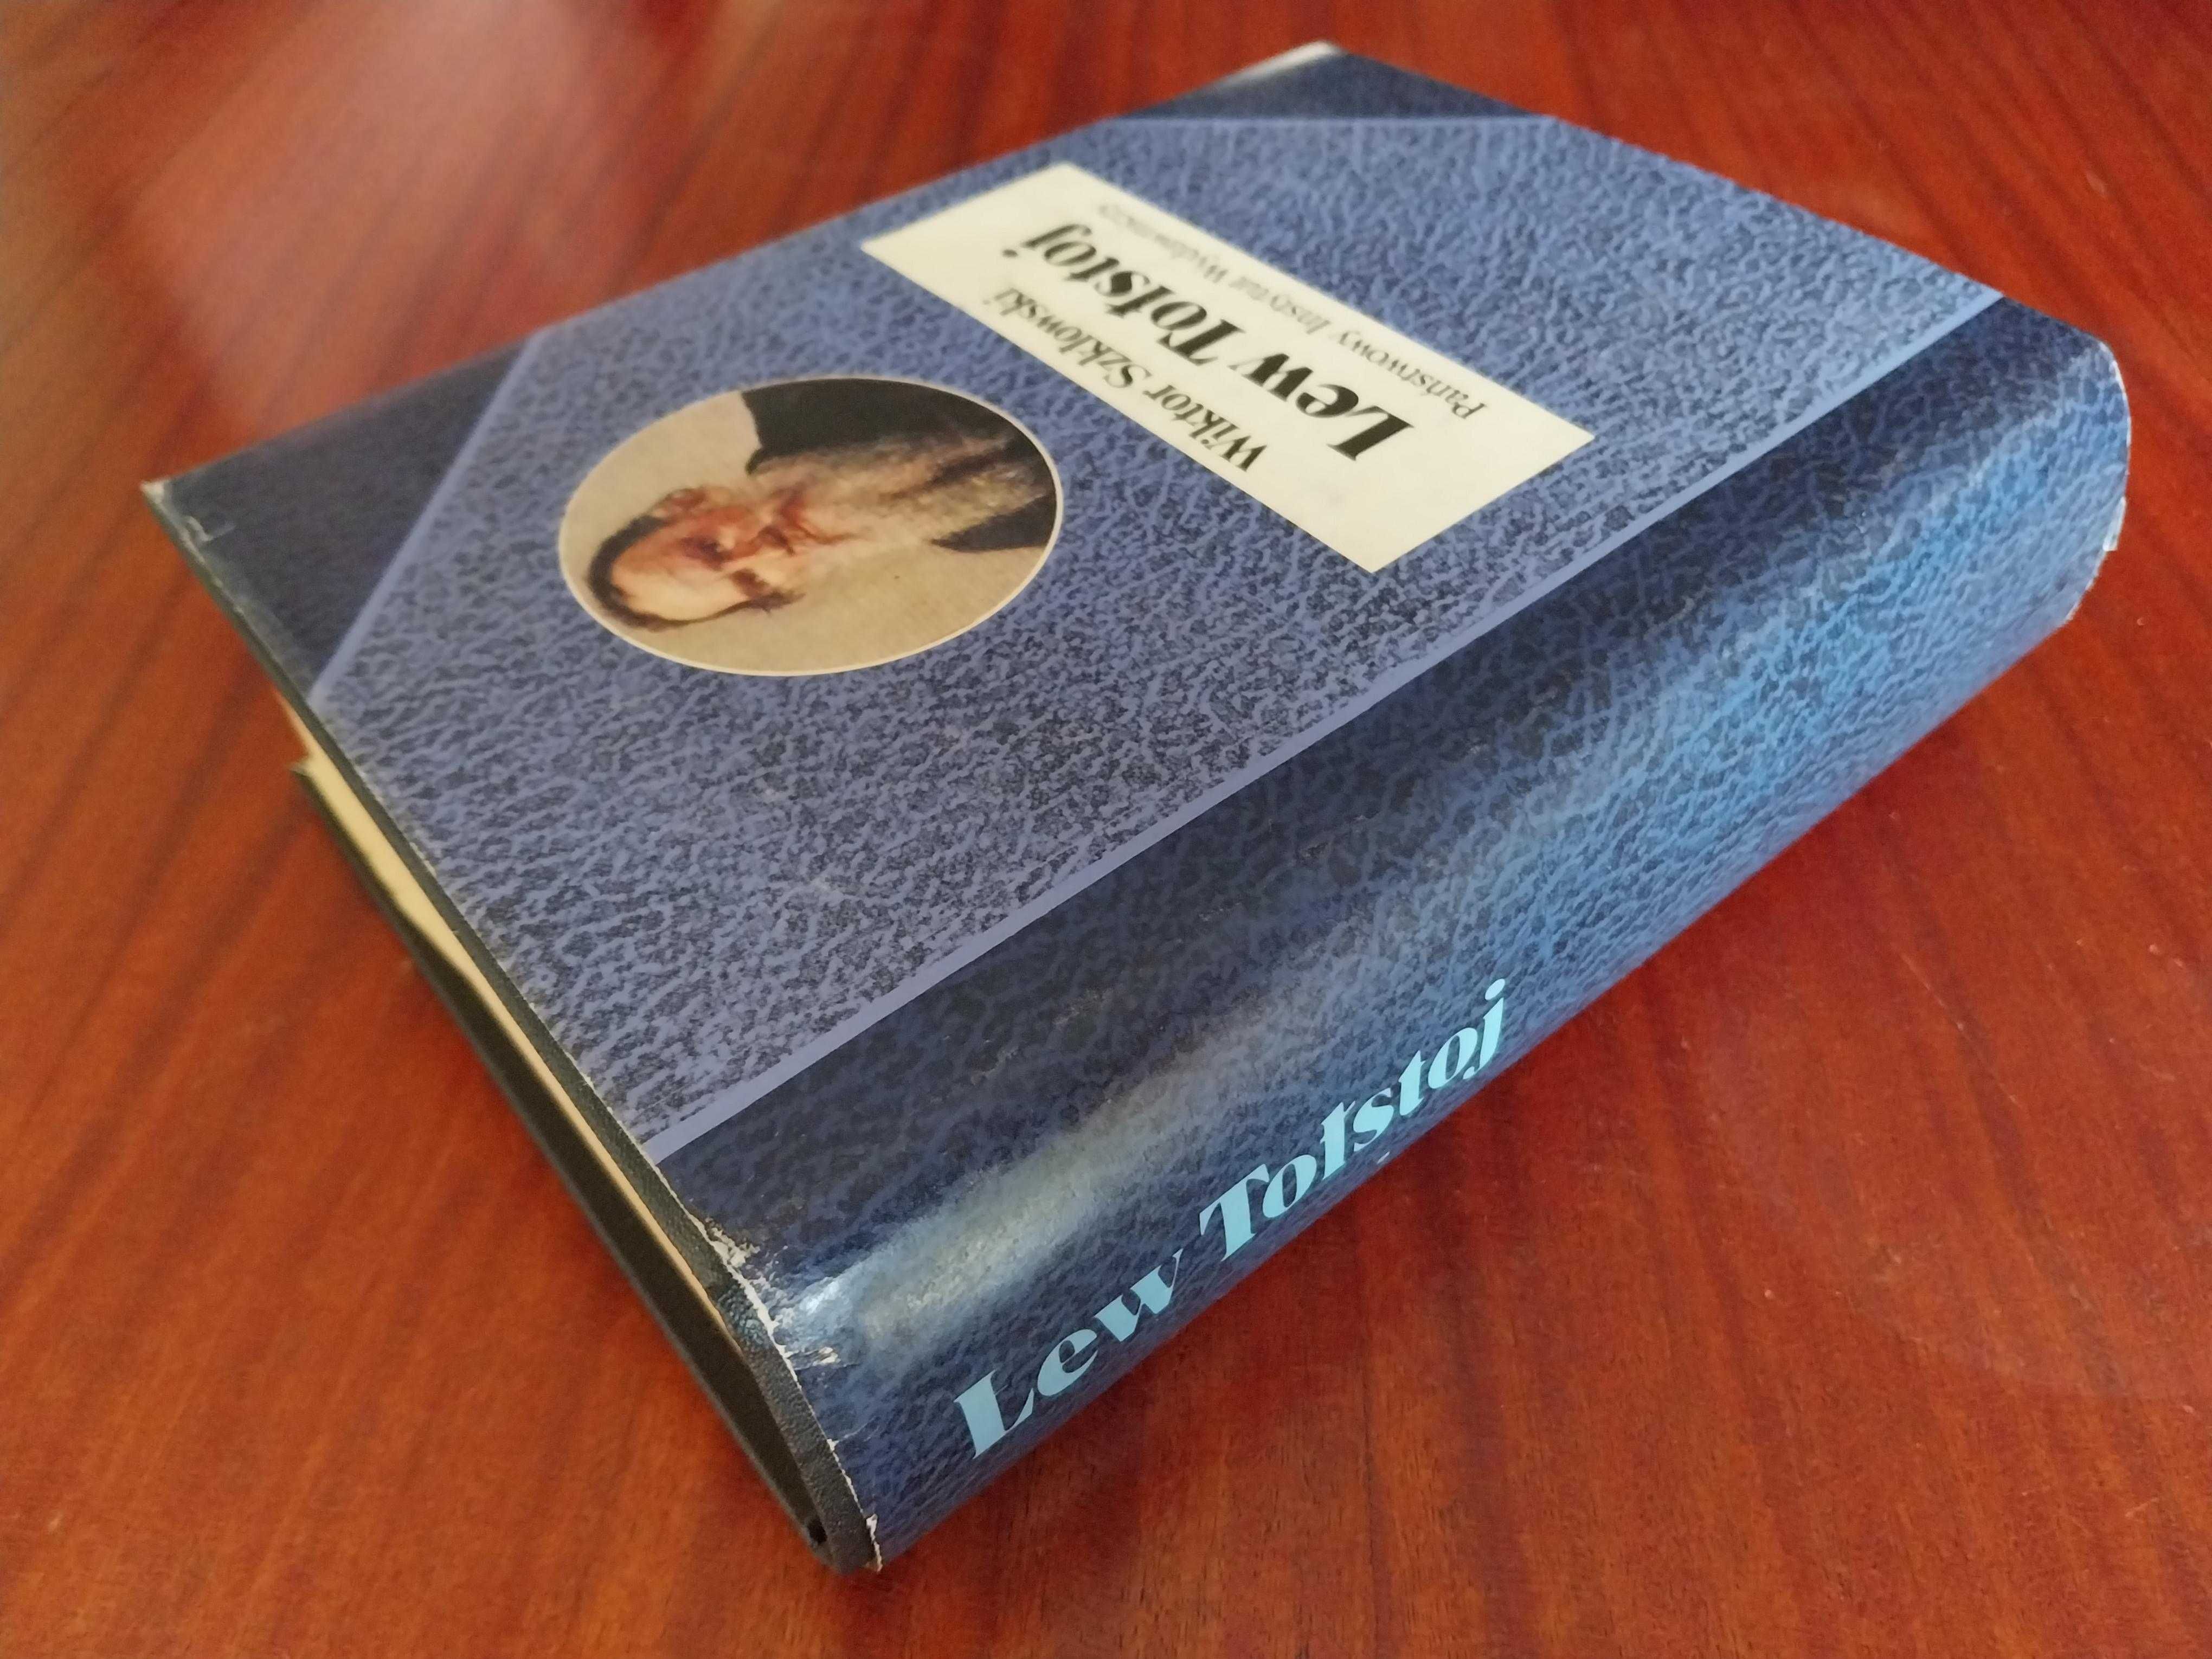 Wiktor Szkłowski
Lew Tołstoj
Państwowy Instytut Wydawniczy
Lew Tołstoj